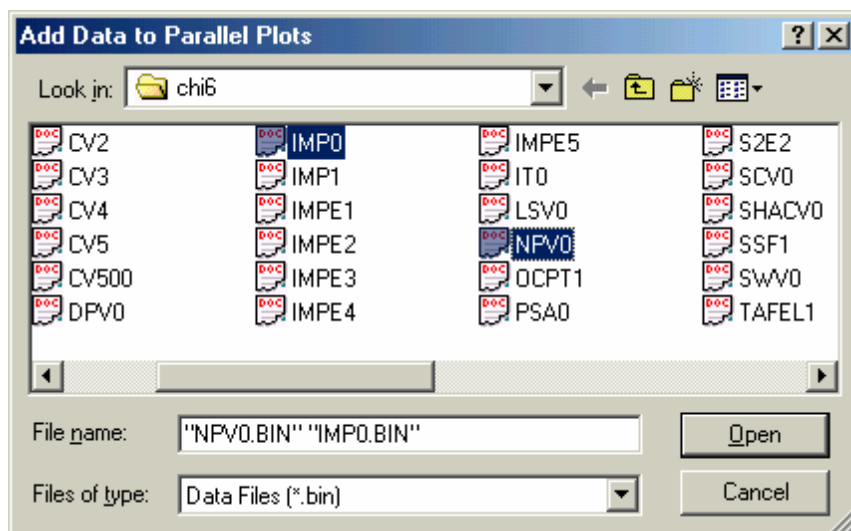 Add Data to Parallel Plots
Look in: chi6
CV2 IMP0 IMPE5 S2E2
CV3 IMP1 IT0 SCV0
CV4 IMPE1 LSV0 SHACV0
CV5 IMPE2 NPV0 SSF1
CV500 IMPE3 OCPT1 SWV0
DPV0 IMPE4 PSA0 TAFEL1
File name: "NPV0.BIN" "IMP0.BIN" Open
Files of type: Data Files (*.bin) Cancel